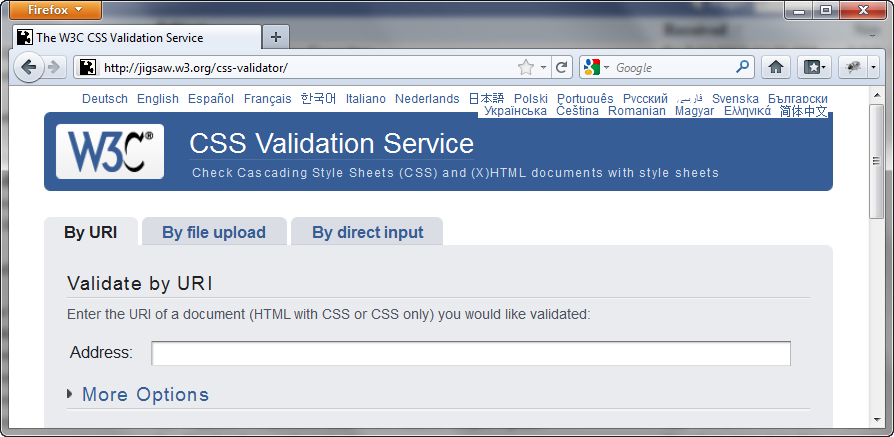 Firefox
The W3C CSS Validation Service
http://jigsaw.w3.org/css-validator/
Google
Deutsch English Español Français 한국어 Italiano Nederlands 日本語 Polski Português Русский فارسی Svenska Български
Українська Čeština Romanian Magyar Ελληνικά 简体中文
W3C®
CSS Validation Service
Check Cascading Style Sheets (CSS) and (X)HTML documents with style sheets
By URI
By file upload
By direct input
Validate by URI
Enter the URI of a document (HTML with CSS or CSS only) you would like validated:
Address:
More Options